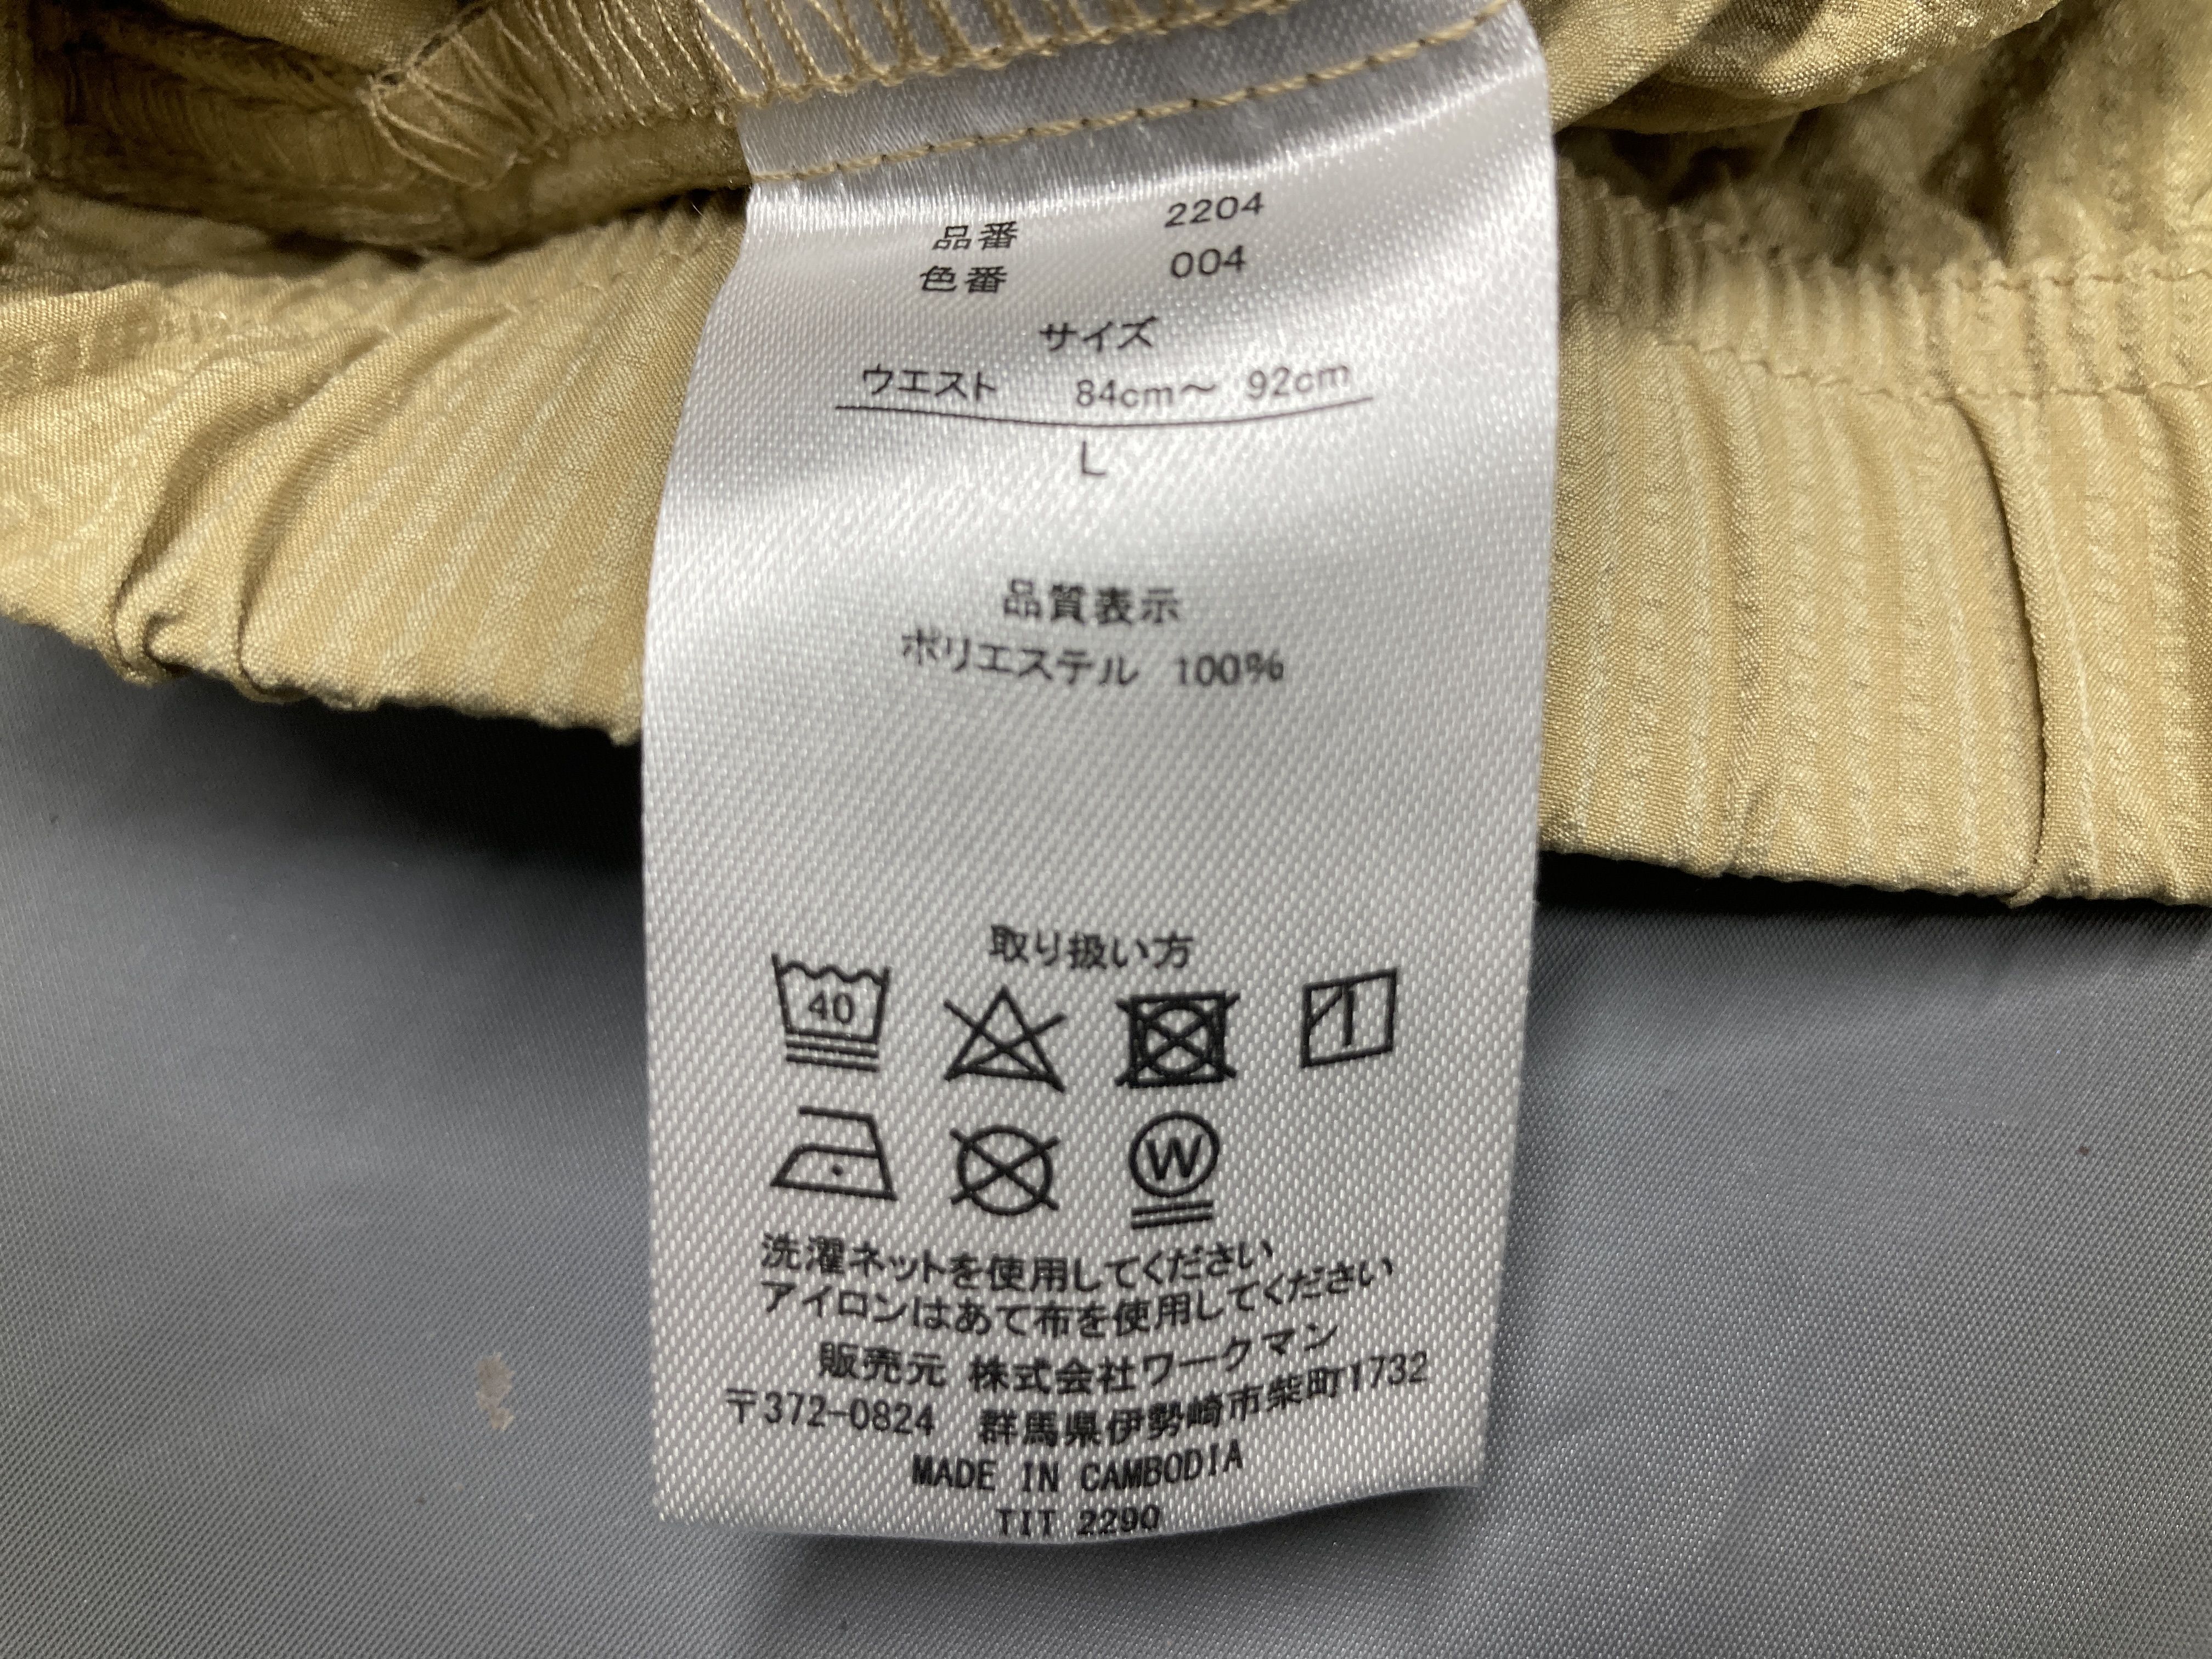 品番 2204
色番 004
サイズ
ウエスト 84cm～ 92cm
L
品質表示
ポリエステル 100%
取り扱い方
40
W
洗濯ネットを使用してください
アイロンはあて布を使用してください
販売元 株式会社ワークマン
〒372-0824 群馬県伊勢崎市柴町1732
MADE IN CAMBODIA
TIT 2290